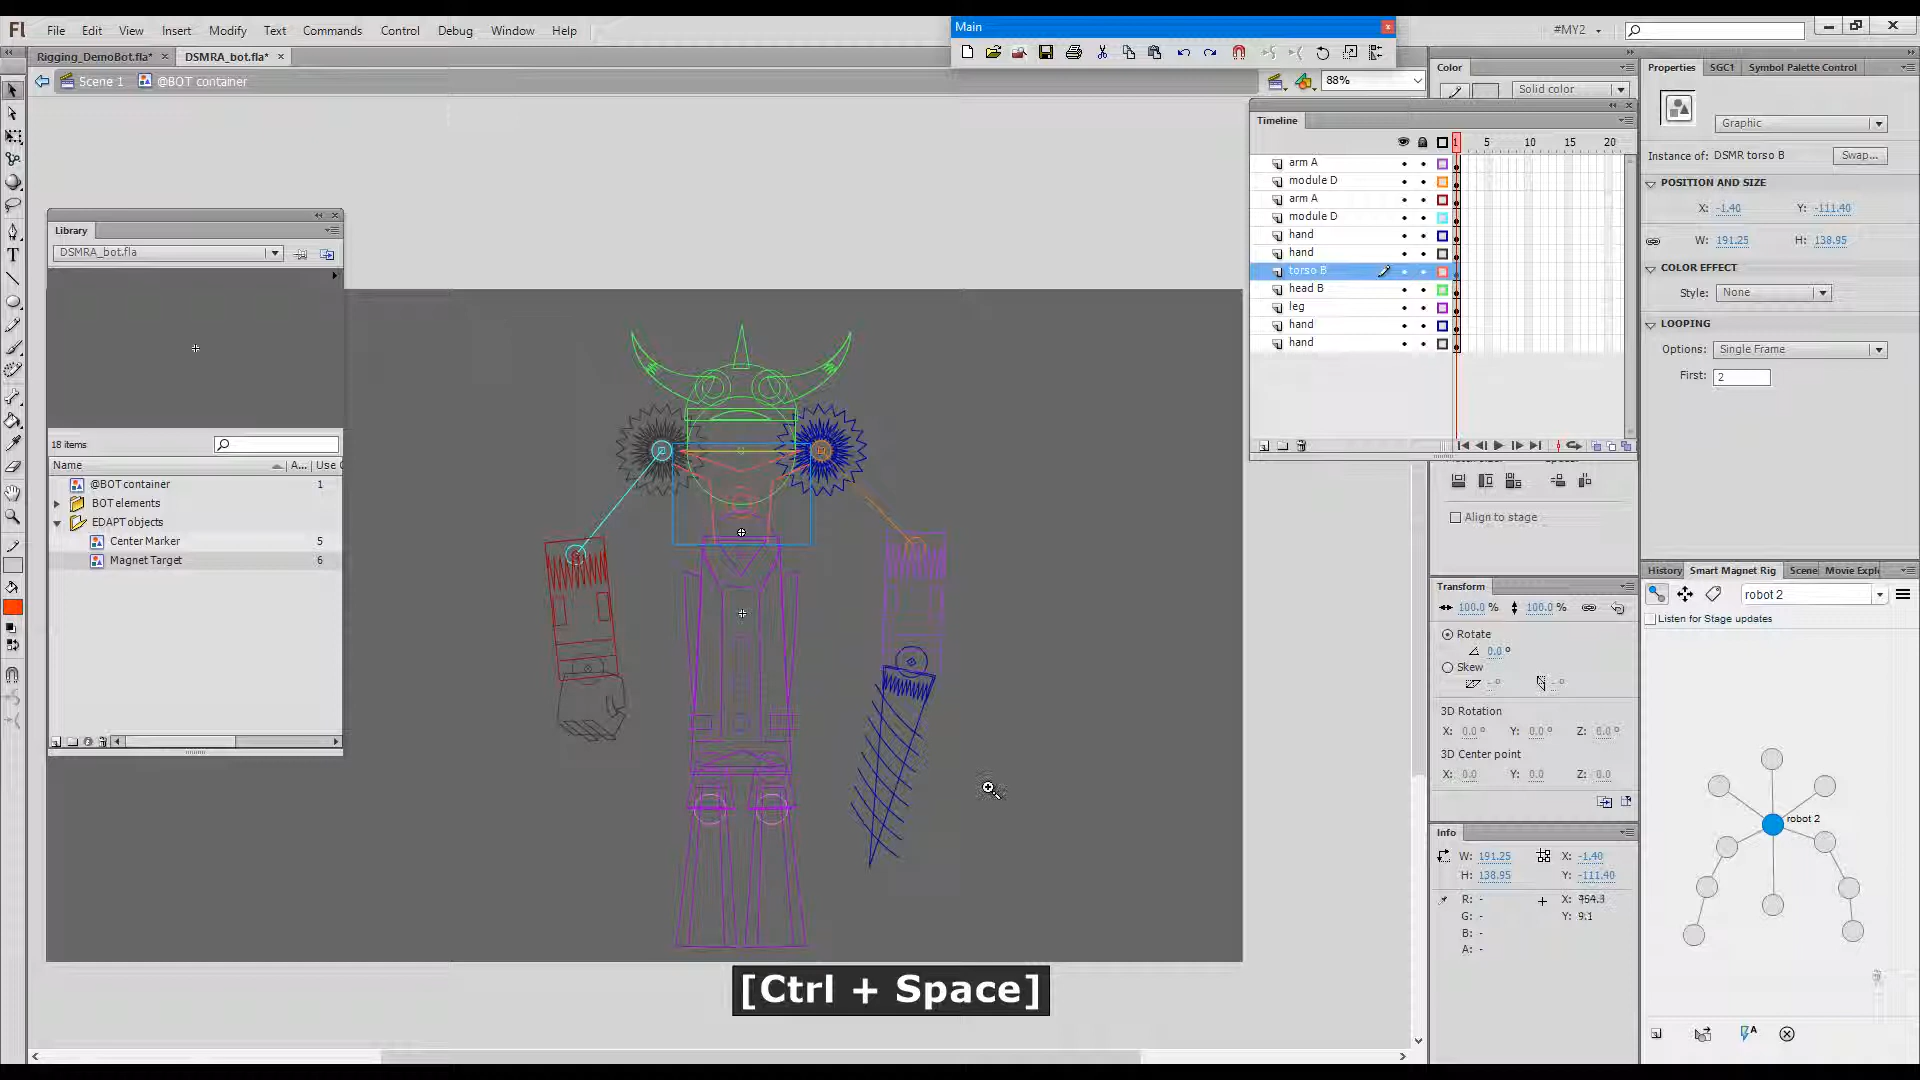 Fl File Edit View Insert Modify Text Commands Control Debug Window Help
Main
#MY2
Rigging_DemoBot.fla* DSMRA_bot.fla*
Scene 1 @BOT container 88%
Color
Solid color
Properties SGC1 Symbol Palette Control
Graphic
Instance of: DSMR torso B Swap...
POSITION AND SIZE
X: -1.40 Y: -111.40
W: 191.25 H: 138.95
COLOR EFFECT
Style: None
LOOPING
Options: Single Frame
First: 2
Timeline
1 5 10 15 20
arm A
module D
arm A
module D
hand
hand
torso B
head B
leg
hand
hand
Library
DSMRA_bot.fla
18 items
Name A... Use C
@BOT container 1
BOT elements
EDAPT objects
Center Marker 5
Magnet Target 6
Align to stage
Transform
100.0 % 100.0 %
Rotate
0.0 °
Skew
3D Rotation
X: 0.0 ° Y: 0.0 ° Z: 0.0 °
3D Center point
X: 0.0 Y: 0.0 Z: 0.0
Info
W: 191.25 X: -1.40
H: 138.95 Y: -111.40
R: -
G: - Y: 9.1
B: -
A: -
History Smart Magnet Rig Scene Movie Expl
robot 2
Listen for Stage updates
robot 2
[Ctrl + Space]